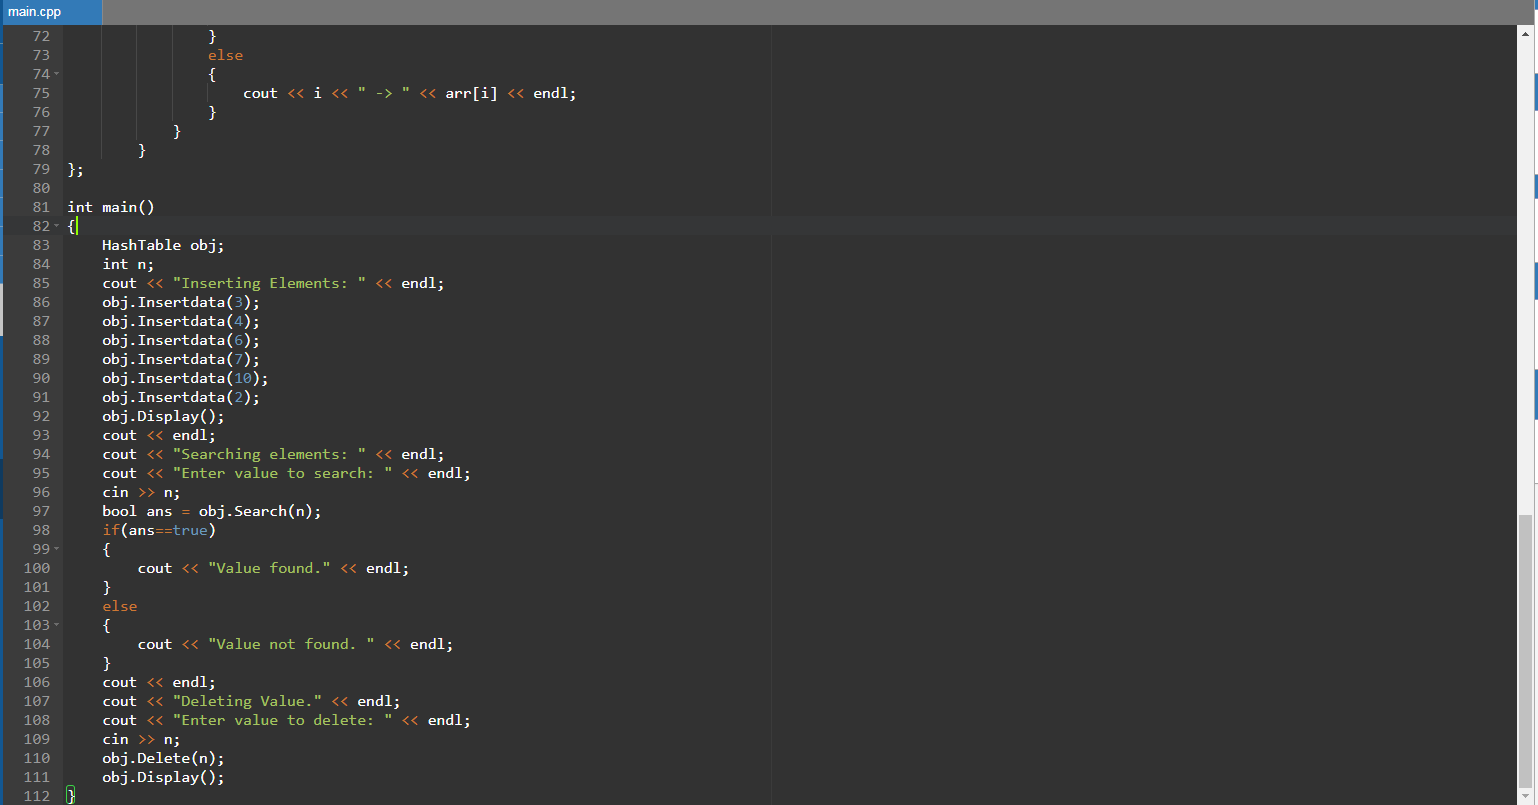 main.cpp
72 }
73 else
74 {
75 cout << i << " -> " << arr[i] << endl;
76 }
77 }
78 }
79 };
80
81 int main()
82 {
83 HashTable obj;
84 int n;
85 cout << "Inserting Elements: " << endl;
86 obj.Insertdata(3);
87 obj.Insertdata(4);
88 obj.Insertdata(6);
89 obj.Insertdata(7);
90 obj.Insertdata(10);
91 obj.Insertdata(2);
92 obj.Display();
93 cout << endl;
94 cout << "Searching elements: " << endl;
95 cout << "Enter value to search: " << endl;
96 cin >> n;
97 bool ans = obj.Search(n);
98 if(ans==true)
99 {
100 cout << "Value found." << endl;
101 }
102 else
103 {
104 cout << "Value not found. " << endl;
105 }
106 cout << endl;
107 cout << "Deleting Value." << endl;
108 cout << "Enter value to delete: " << endl;
109 cin >> n;
110 obj.Delete(n);
111 obj.Display();
112 }